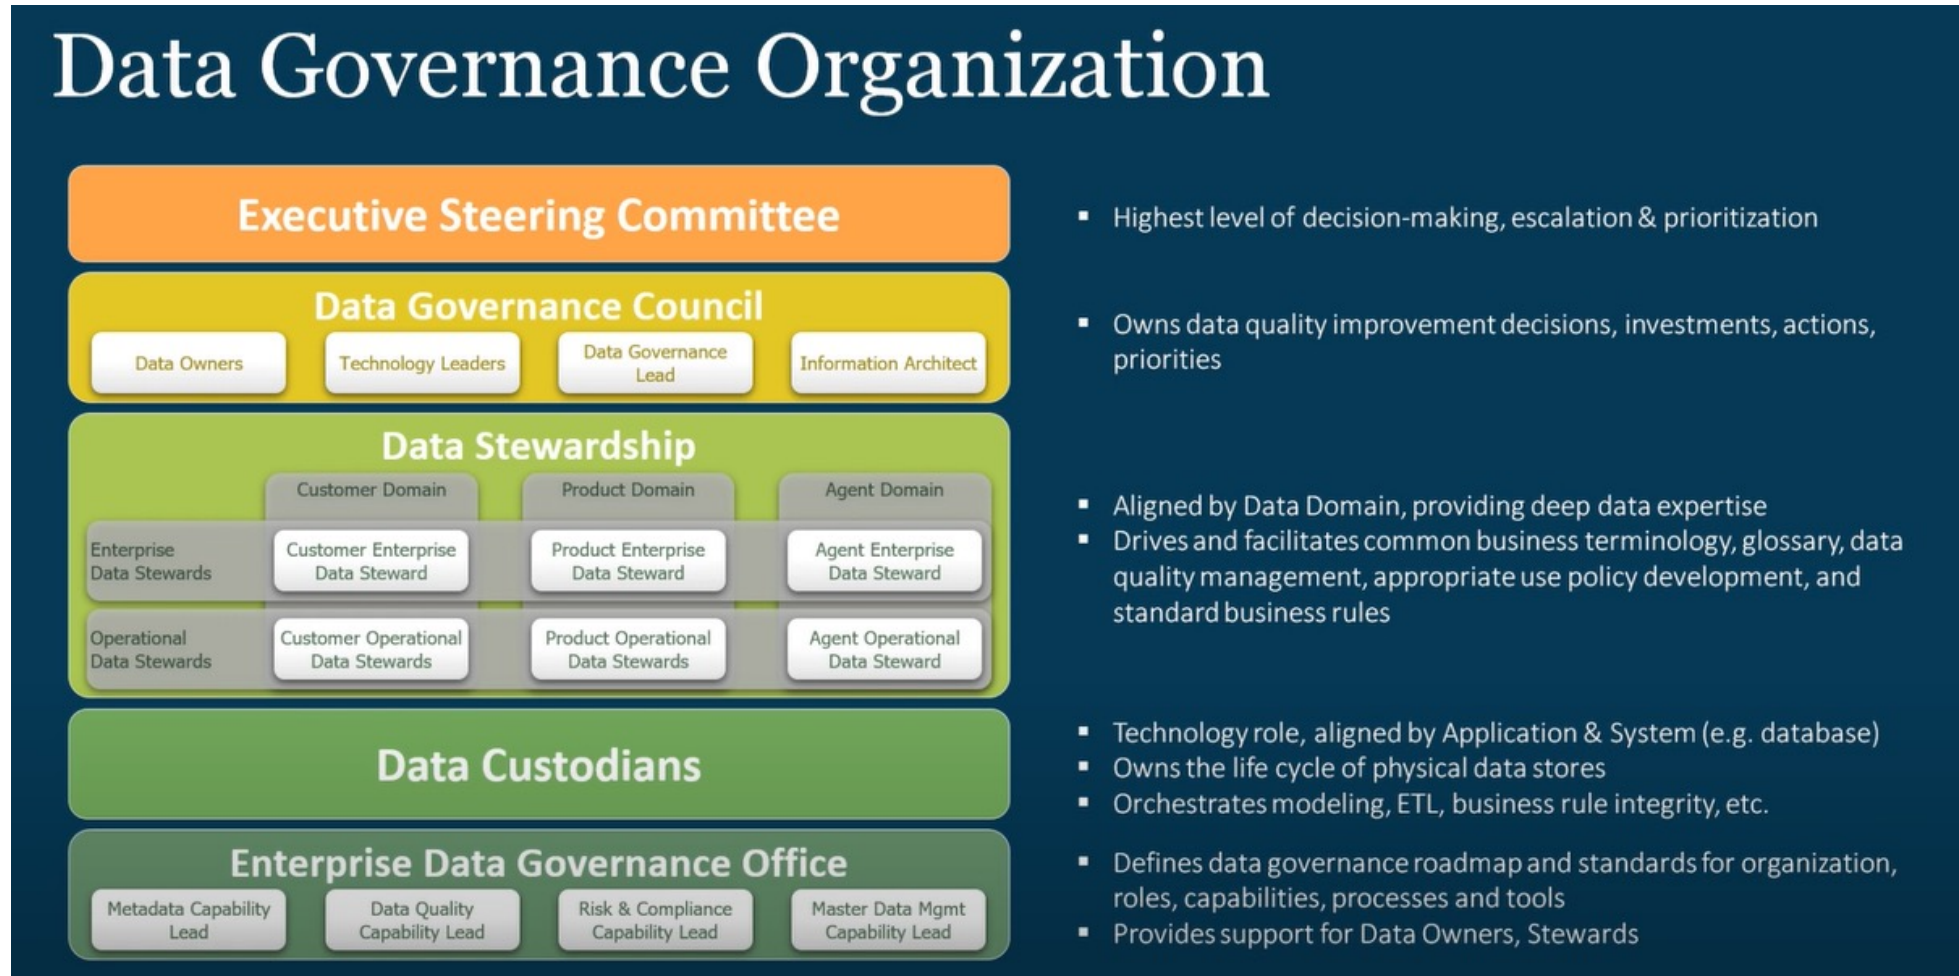 Data Governance Organization
Executive Steering Committee
▪ Highest level of decision-making, escalation & prioritization
Data Governance Council
Data Owners
Technology Leaders
Data Governance
Lead
Information Architect
▪ Owns data quality improvement decisions, investments, actions,
priorities
Data Stewardship
Customer Domain
Product Domain
Agent Domain
Enterprise
Data Stewards
Customer Enterprise
Data Steward
Product Enterprise
Data Steward
Agent Enterprise
Data Steward
Operational
Data Stewards
Customer Operational
Data Stewards
Product Operational
Data Stewards
Agent Operational
Data Steward
▪ Aligned by Data Domain, providing deep data expertise
▪ Drives and facilitates common business terminology, glossary, data
quality management, appropriate use policy development, and
standard business rules
Data Custodians
▪ Technology role, aligned by Application & System (e.g. database)
▪ Owns the life cycle of physical data stores
▪ Orchestrates modeling, ETL, business rule integrity, etc.
Enterprise Data Governance Office
Metadata Capability
Lead
Data Quality
Capability Lead
Risk & Compliance
Capability Lead
Master Data Mgmt
Capability Lead
▪ Defines data governance roadmap and standards for organization,
roles, capabilities, processes and tools
▪ Provides support for Data Owners, Stewards